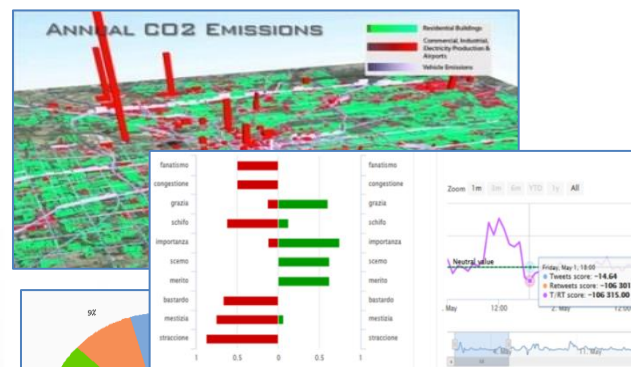 ANNUAL CO2 EMISSIONS
Residential Buildings
Commercial, Industrial,
Electricity Production &
Airports
Vehicle Emissions
fanatismo
congestione
grazia
schifo
importanza
scemo
merito
bastardo
mestizia
straccione
1 0.5 0 0.5 1
fanatismo
congestione
grazia
schifo
importanza
scemo
merito
bastardo
mestizia
straccione
Zoom 1m 3m 6m YTD 1y All
Neutral value
Friday, May 1, 18:00
Tweets score: -14.64
Retweets score: -106 301
T/RT score: -106 315.00
. May 12:00 2. May 12:00
4. May 11. May
9%